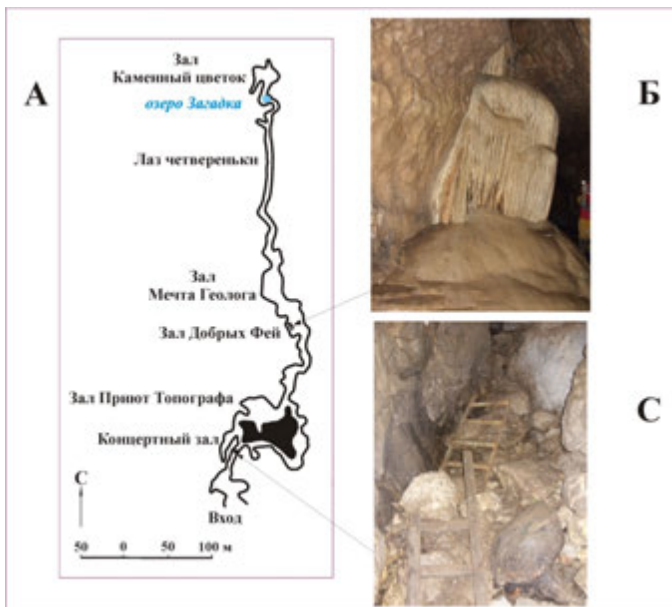 А
Зал
Каменный цветок
озеро Загадка
Лаз четвереньки
Зал
Мечта Геолога
Зал Добрых Фей
Зал Приют Топографа
Концертный зал
Вход
С
50 0 50 100 м
Б
С